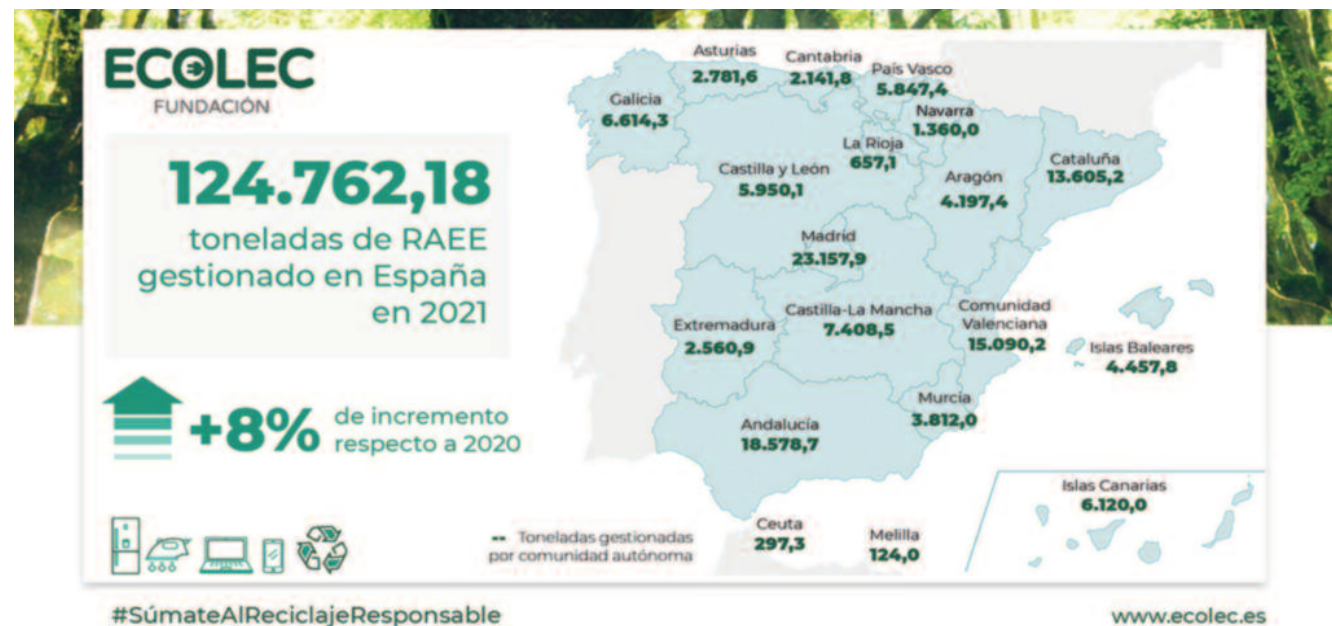 ECOLEC
FUNDACIÓN
124.762,18
toneladas de RAEE
gestionado en España
en 2021
+8%
de incremento
respecto a 2020
-- Toneladas gestionadas
por comunidad autónoma
Asturias
2.781,6
Cantabria
2.141,8
País Vasco
5.847,4
Galicia
6.614,3
Navarra
1.360,0
La Rioja
657,1
Castilla y León
5.950,1
Aragón
4.197,4
Cataluña
13.605,2
Madrid
23.157,9
Castilla-La Mancha
7.408,5
Comunidad
Valenciana
15.090,2
Extremadura
2.560,9
Islas Baleares
4.457,8
Murcia
3.812,0
Andalucía
18.578,7
Islas Canarias
6.120,0
Ceuta
297,3
Melilla
124,0
#SúmateAlReciclajeResponsable
www.ecolec.es